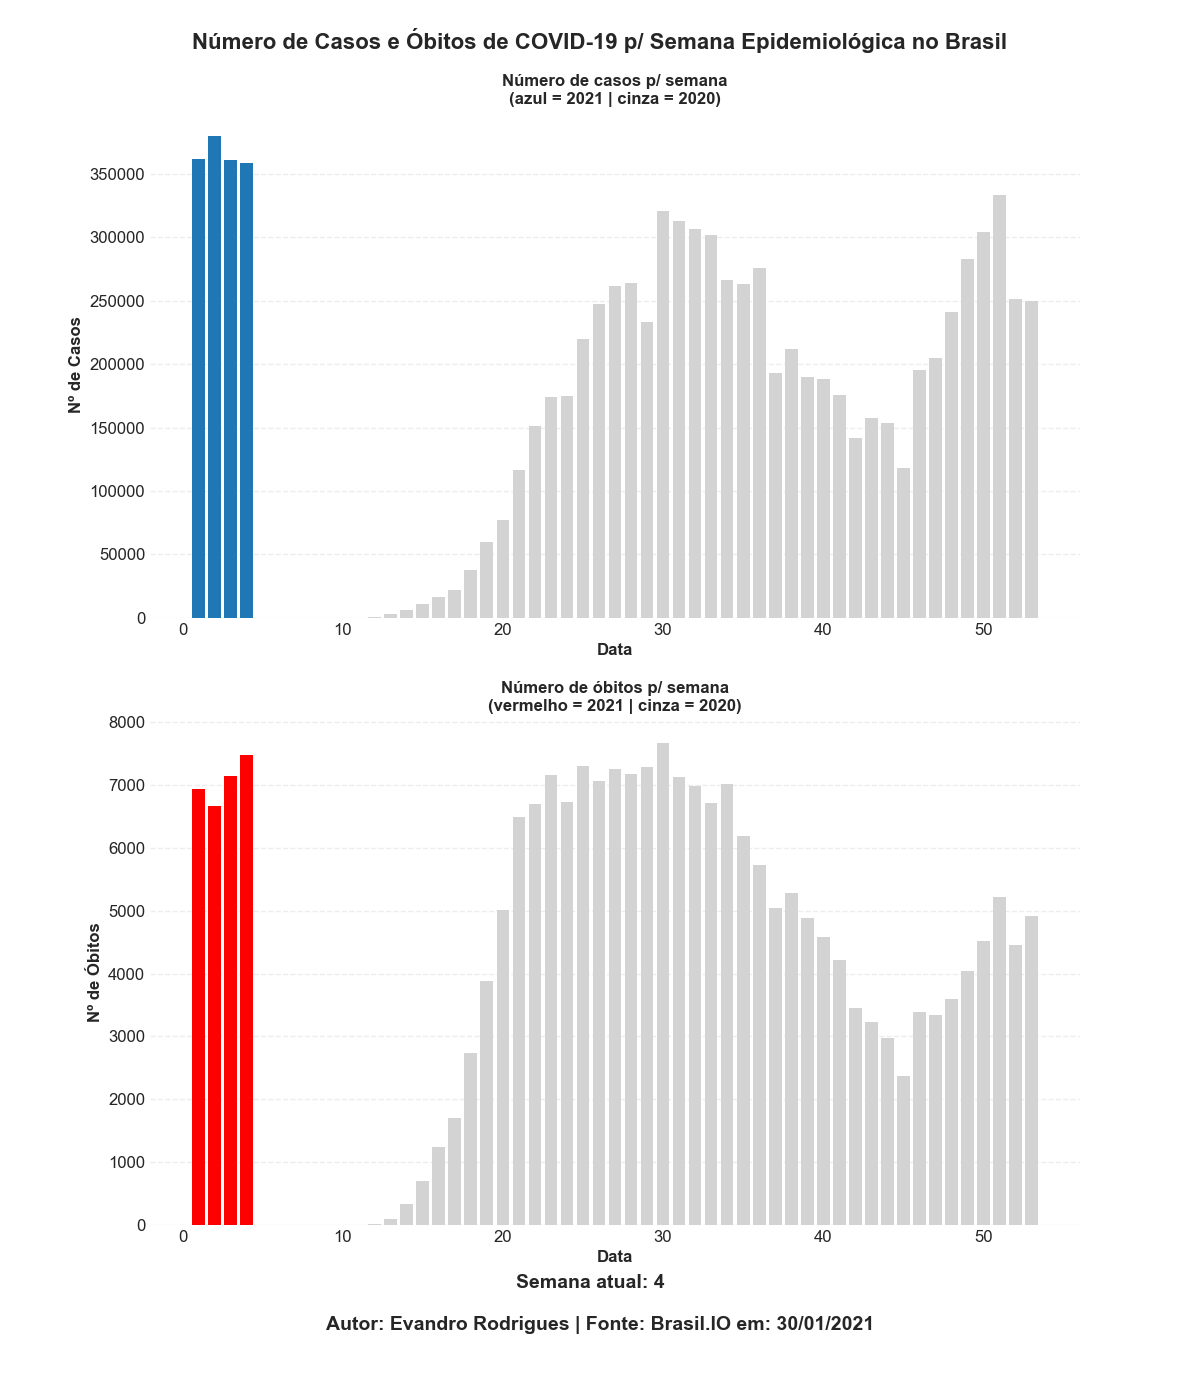 Número de Casos e Óbitos de COVID-19 p/ Semana Epidemiológica no Brasil
Número de casos p/ semana
(azul = 2021 | cinza = 2020)
350000
300000
250000
200000
150000
100000
50000
0
Nº de Casos
0 10 20 30 40 50
Data
Número de óbitos p/ semana
(vermelho = 2021 | cinza = 2020)
8000
7000
6000
5000
4000
3000
2000
1000
0
Nº de Óbitos
0 10 20 30 40 50
Data
Semana atual: 4
Autor: Evandro Rodrigues | Fonte: Brasil.IO em: 30/01/2021